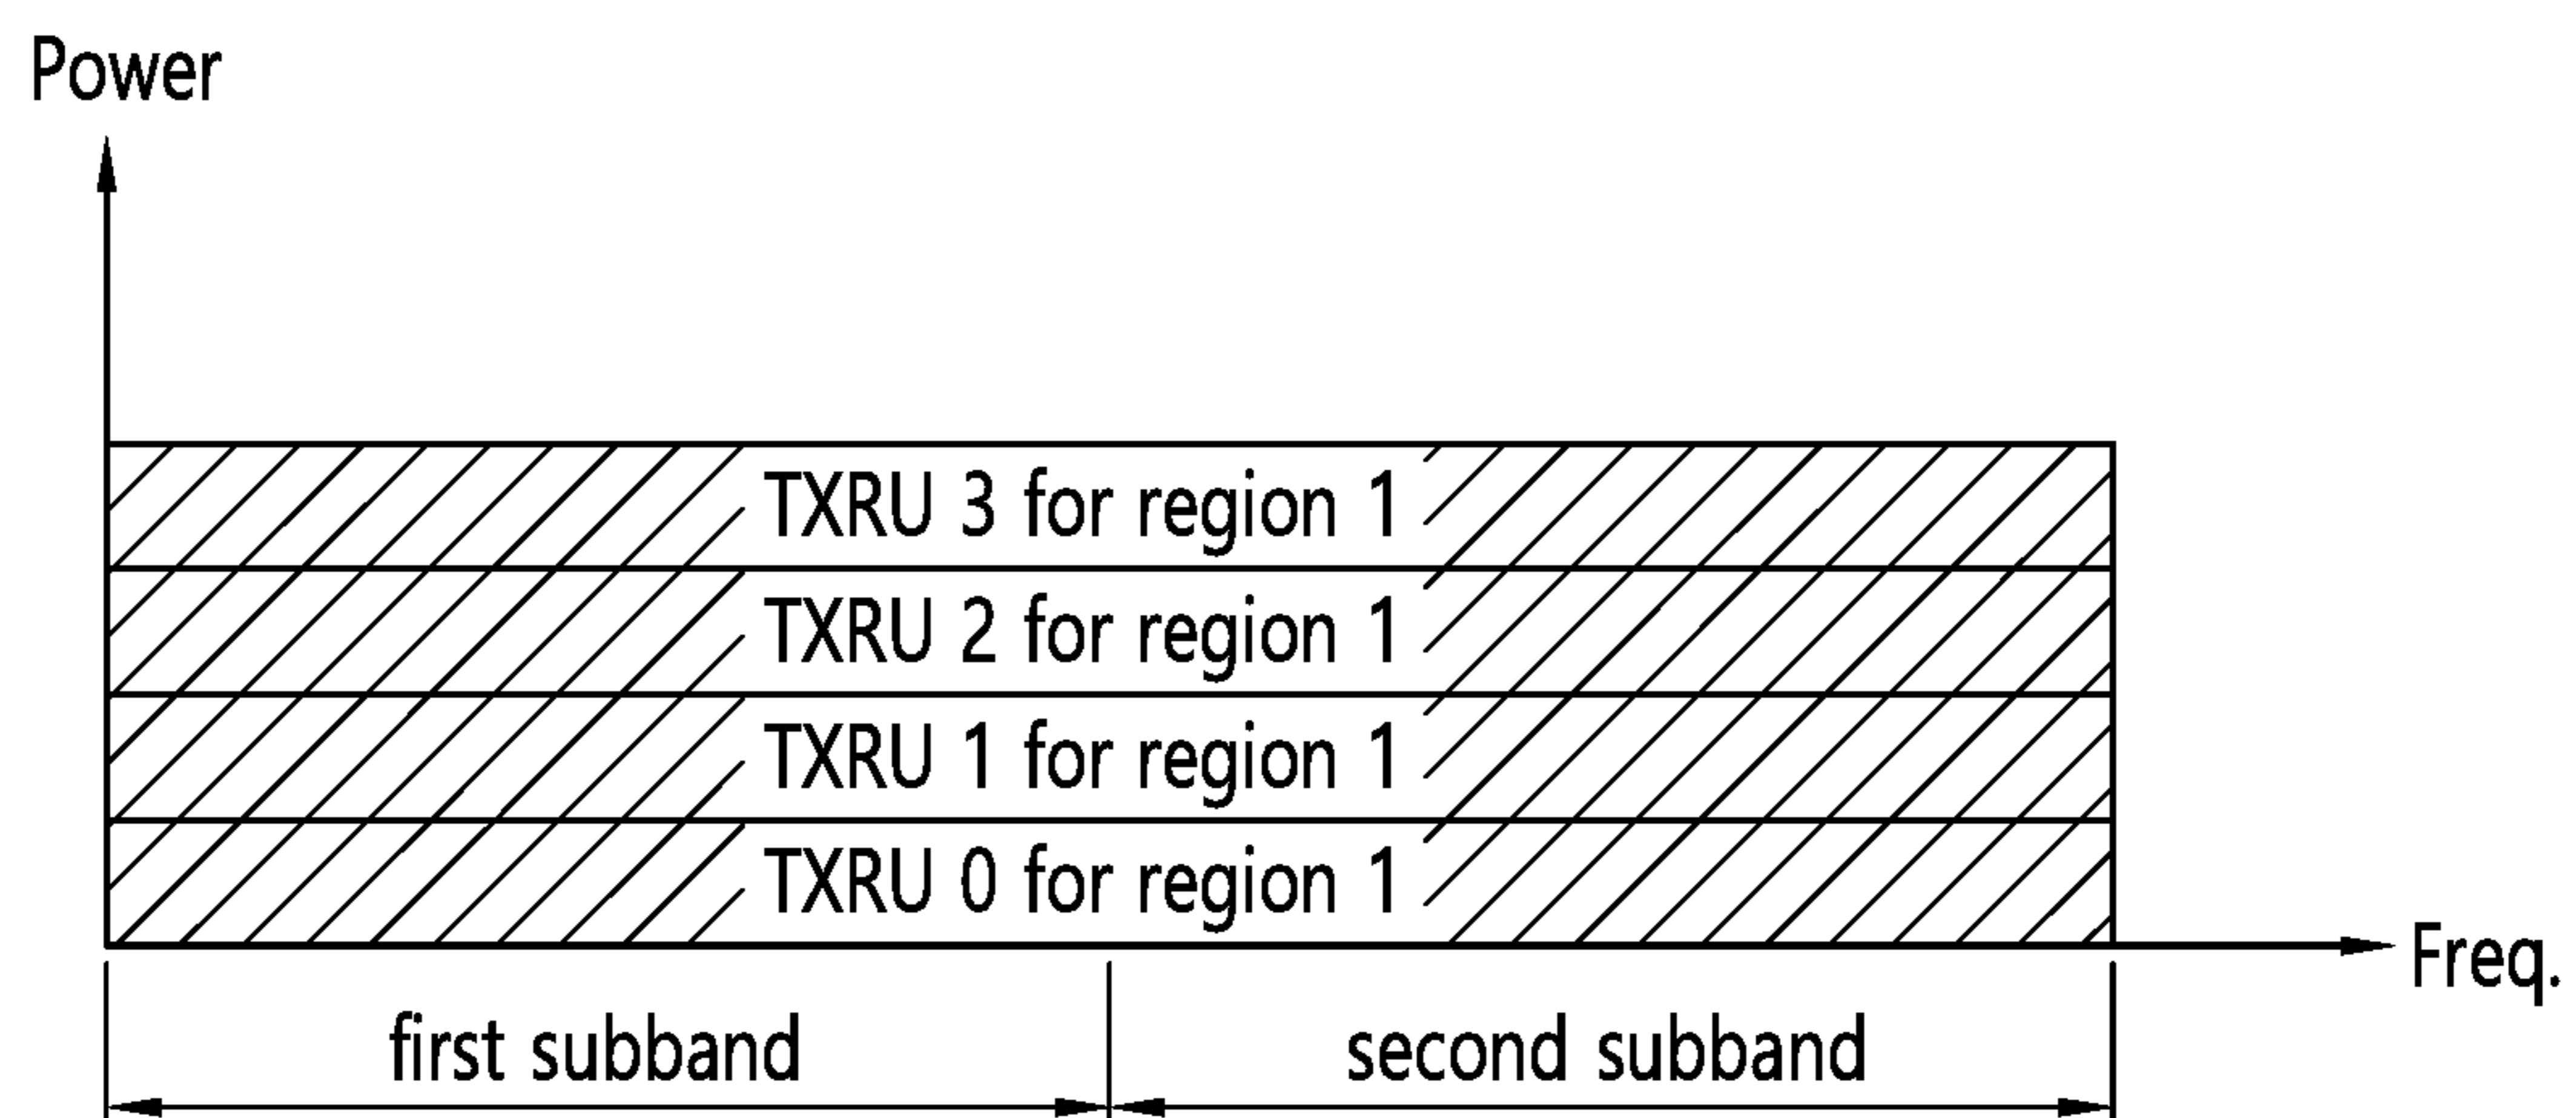 Power
TXRU 3 for region 1
TXRU 2 for region 1
TXRU 1 for region 1
TXRU 0 for region 1
Freq.
first subband
second subband